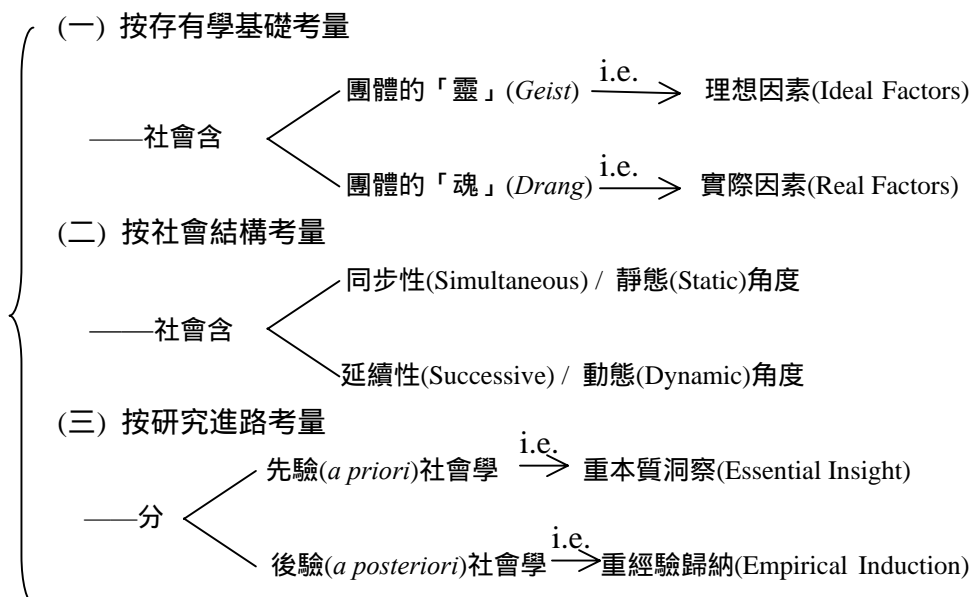 (一) 按存有學基礎考量
團體的「靈」(Geist) i.e. 理想因素(Ideal Factors)
——社會含
團體的「魂」(Drang) i.e. 實際因素(Real Factors)
(二) 按社會結構考量
同步性(Simultaneous) / 靜態(Static)角度
——社會含
延續性(Successive) / 動態(Dynamic)角度
(三) 按研究進路考量
先驗(a priori)社會學 i.e. 重本質洞察(Essential Insight)
——分
後驗(a posteriori)社會學 i.e. 重經驗歸納(Empirical Induction)